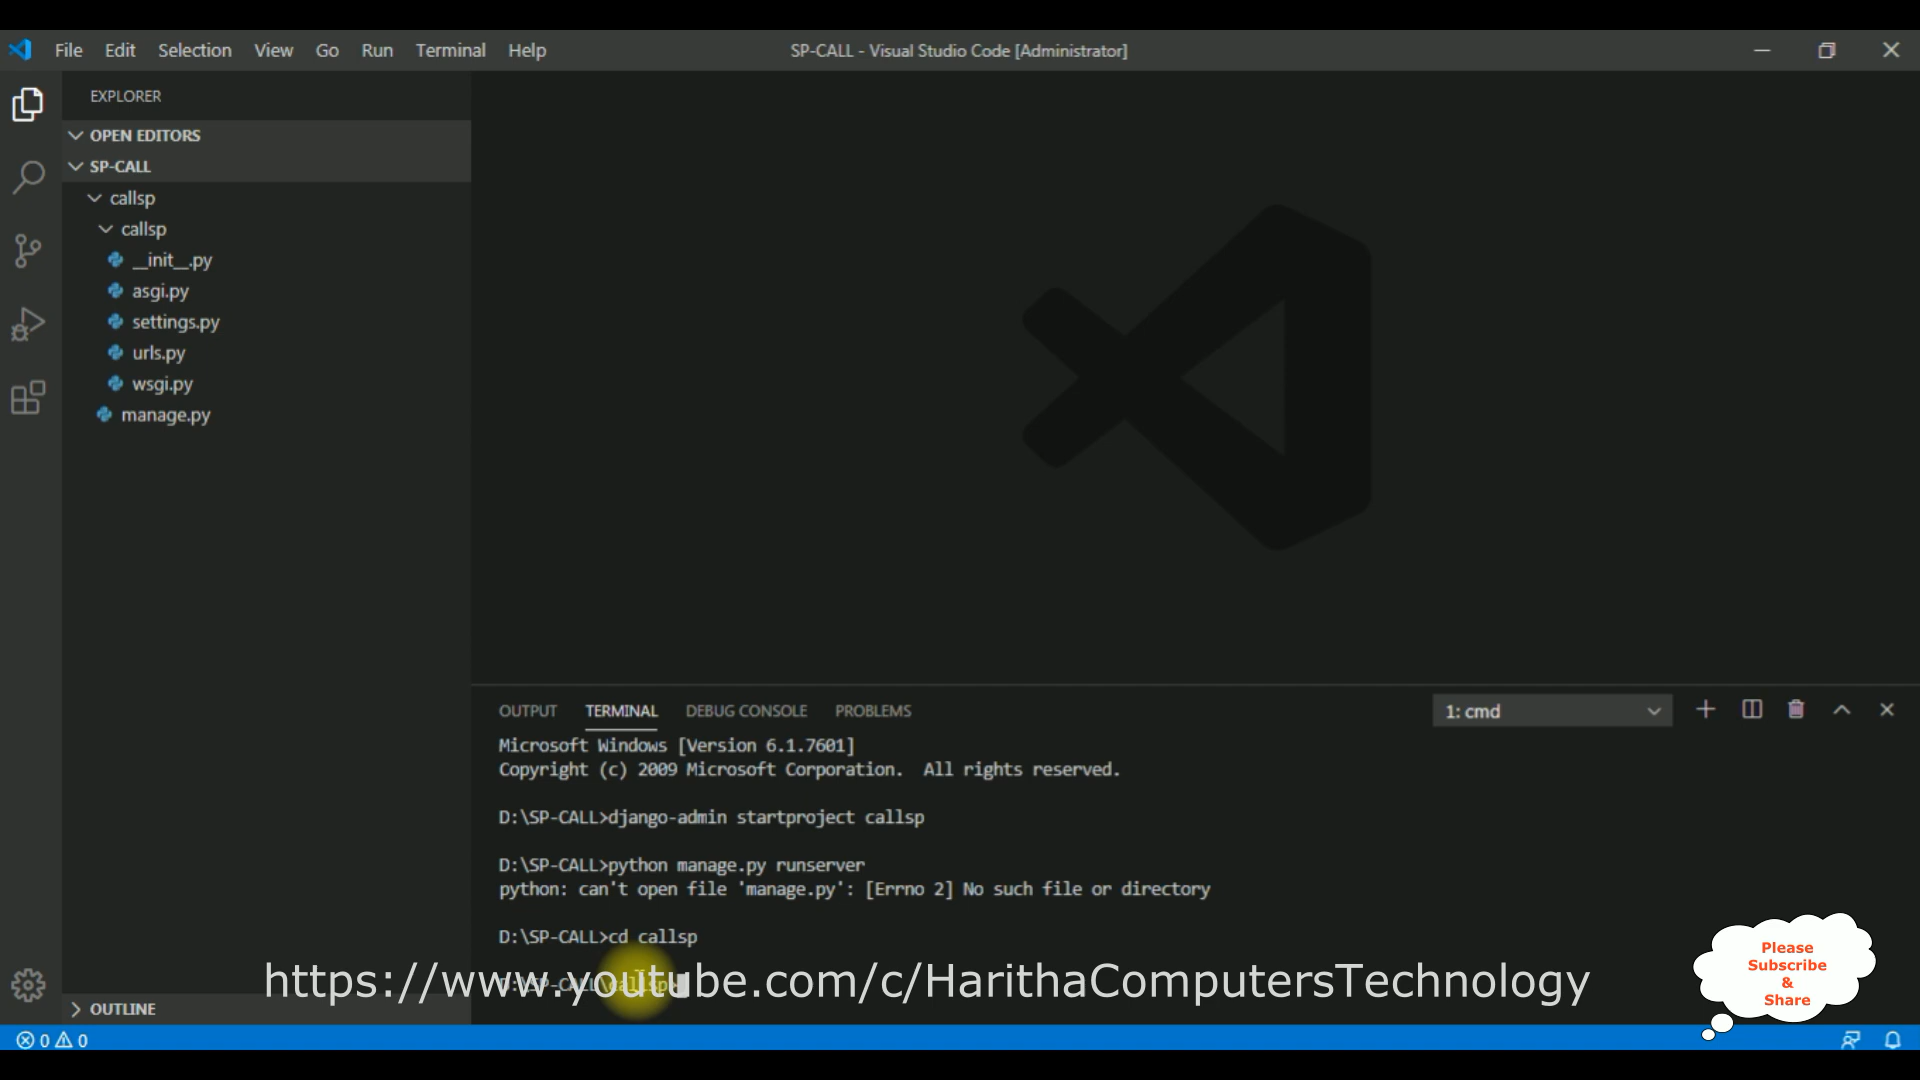 File Edit Selection View Go Run Terminal Help
SP-CALL - Visual Studio Code [Administrator]
EXPLORER
OPEN EDITORS
SP-CALL
callsp
callsp
__init__.py
asgi.py
settings.py
urls.py
wsgi.py
manage.py
OUTLINE
OUTPUT TERMINAL DEBUG CONSOLE PROBLEMS
1: cmd
Microsoft Windows [Version 6.1.7601]
Copyright (c) 2009 Microsoft Corporation. All rights reserved.
D:\SP-CALL>django-admin startproject callsp
D:\SP-CALL>python manage.py runserver
python: can't open file 'manage.py': [Errno 2] No such file or directory
D:\SP-CALL>cd callsp
D:\SP-CALL\callsp>
https://www.youtube.com/c/HarithaComputersTechnology
Please
Subscribe
&
Share
0 0